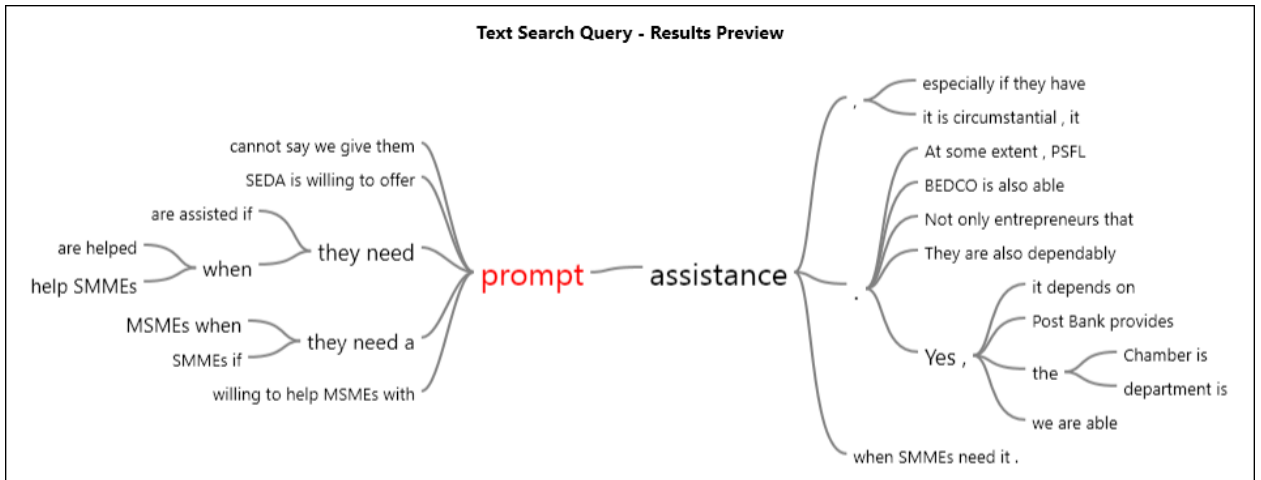 Text Search Query - Results Preview
cannot say we give them
SEDA is willing to offer
are assisted if
are helped
when
help SMMEs
they need
MSMEs when
SMMEs if
they need a
willing to help MSMEs with
prompt
assistance
,
especially if they have
it is circumstantial , it
.
At some extent , PSFL
BEDCO is also able
Not only entrepreneurs that
They are also dependably
Yes ,
it depends on
Post Bank provides
the
Chamber is
department is
we are able
when SMMEs need it .